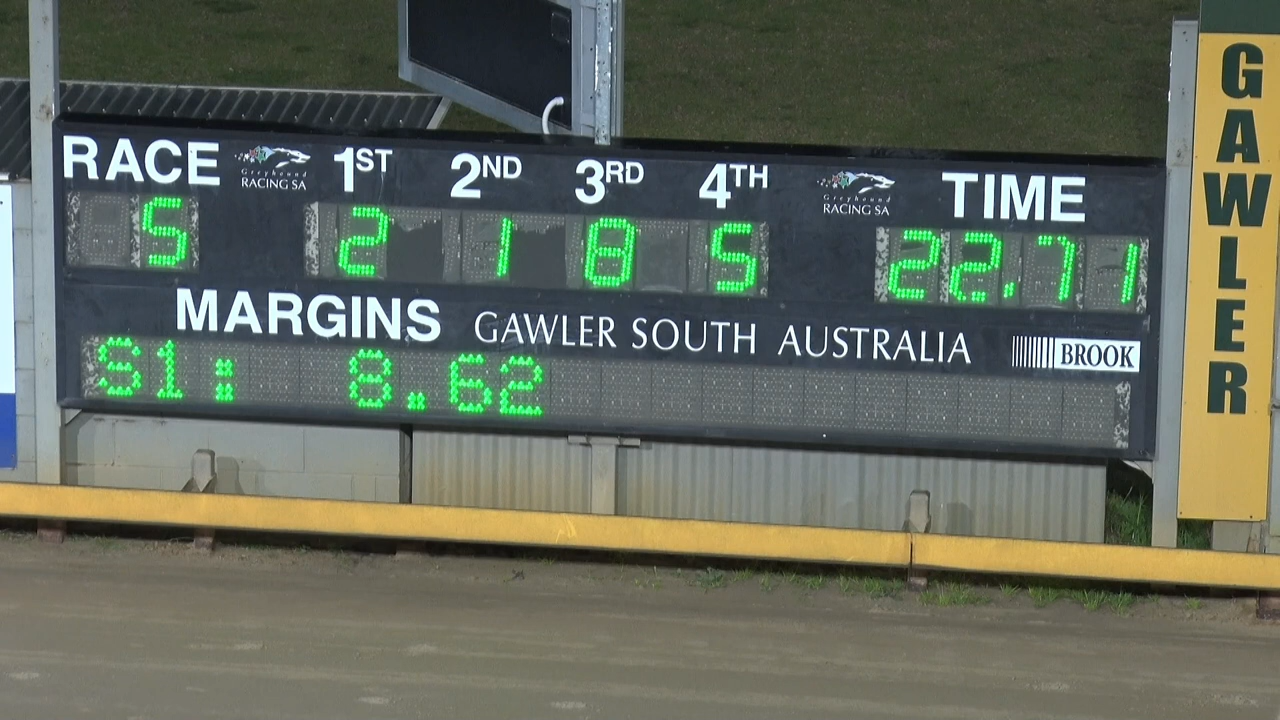 RACE 1ST 2ND 3RD 4TH TIME
Greyhound RACING SA
Greyhound RACING SA
5 2 1 8 5 22.71
MARGINS GAWLER SOUTH AUSTRALIA BROOK
S1: 8.62
GAWLER